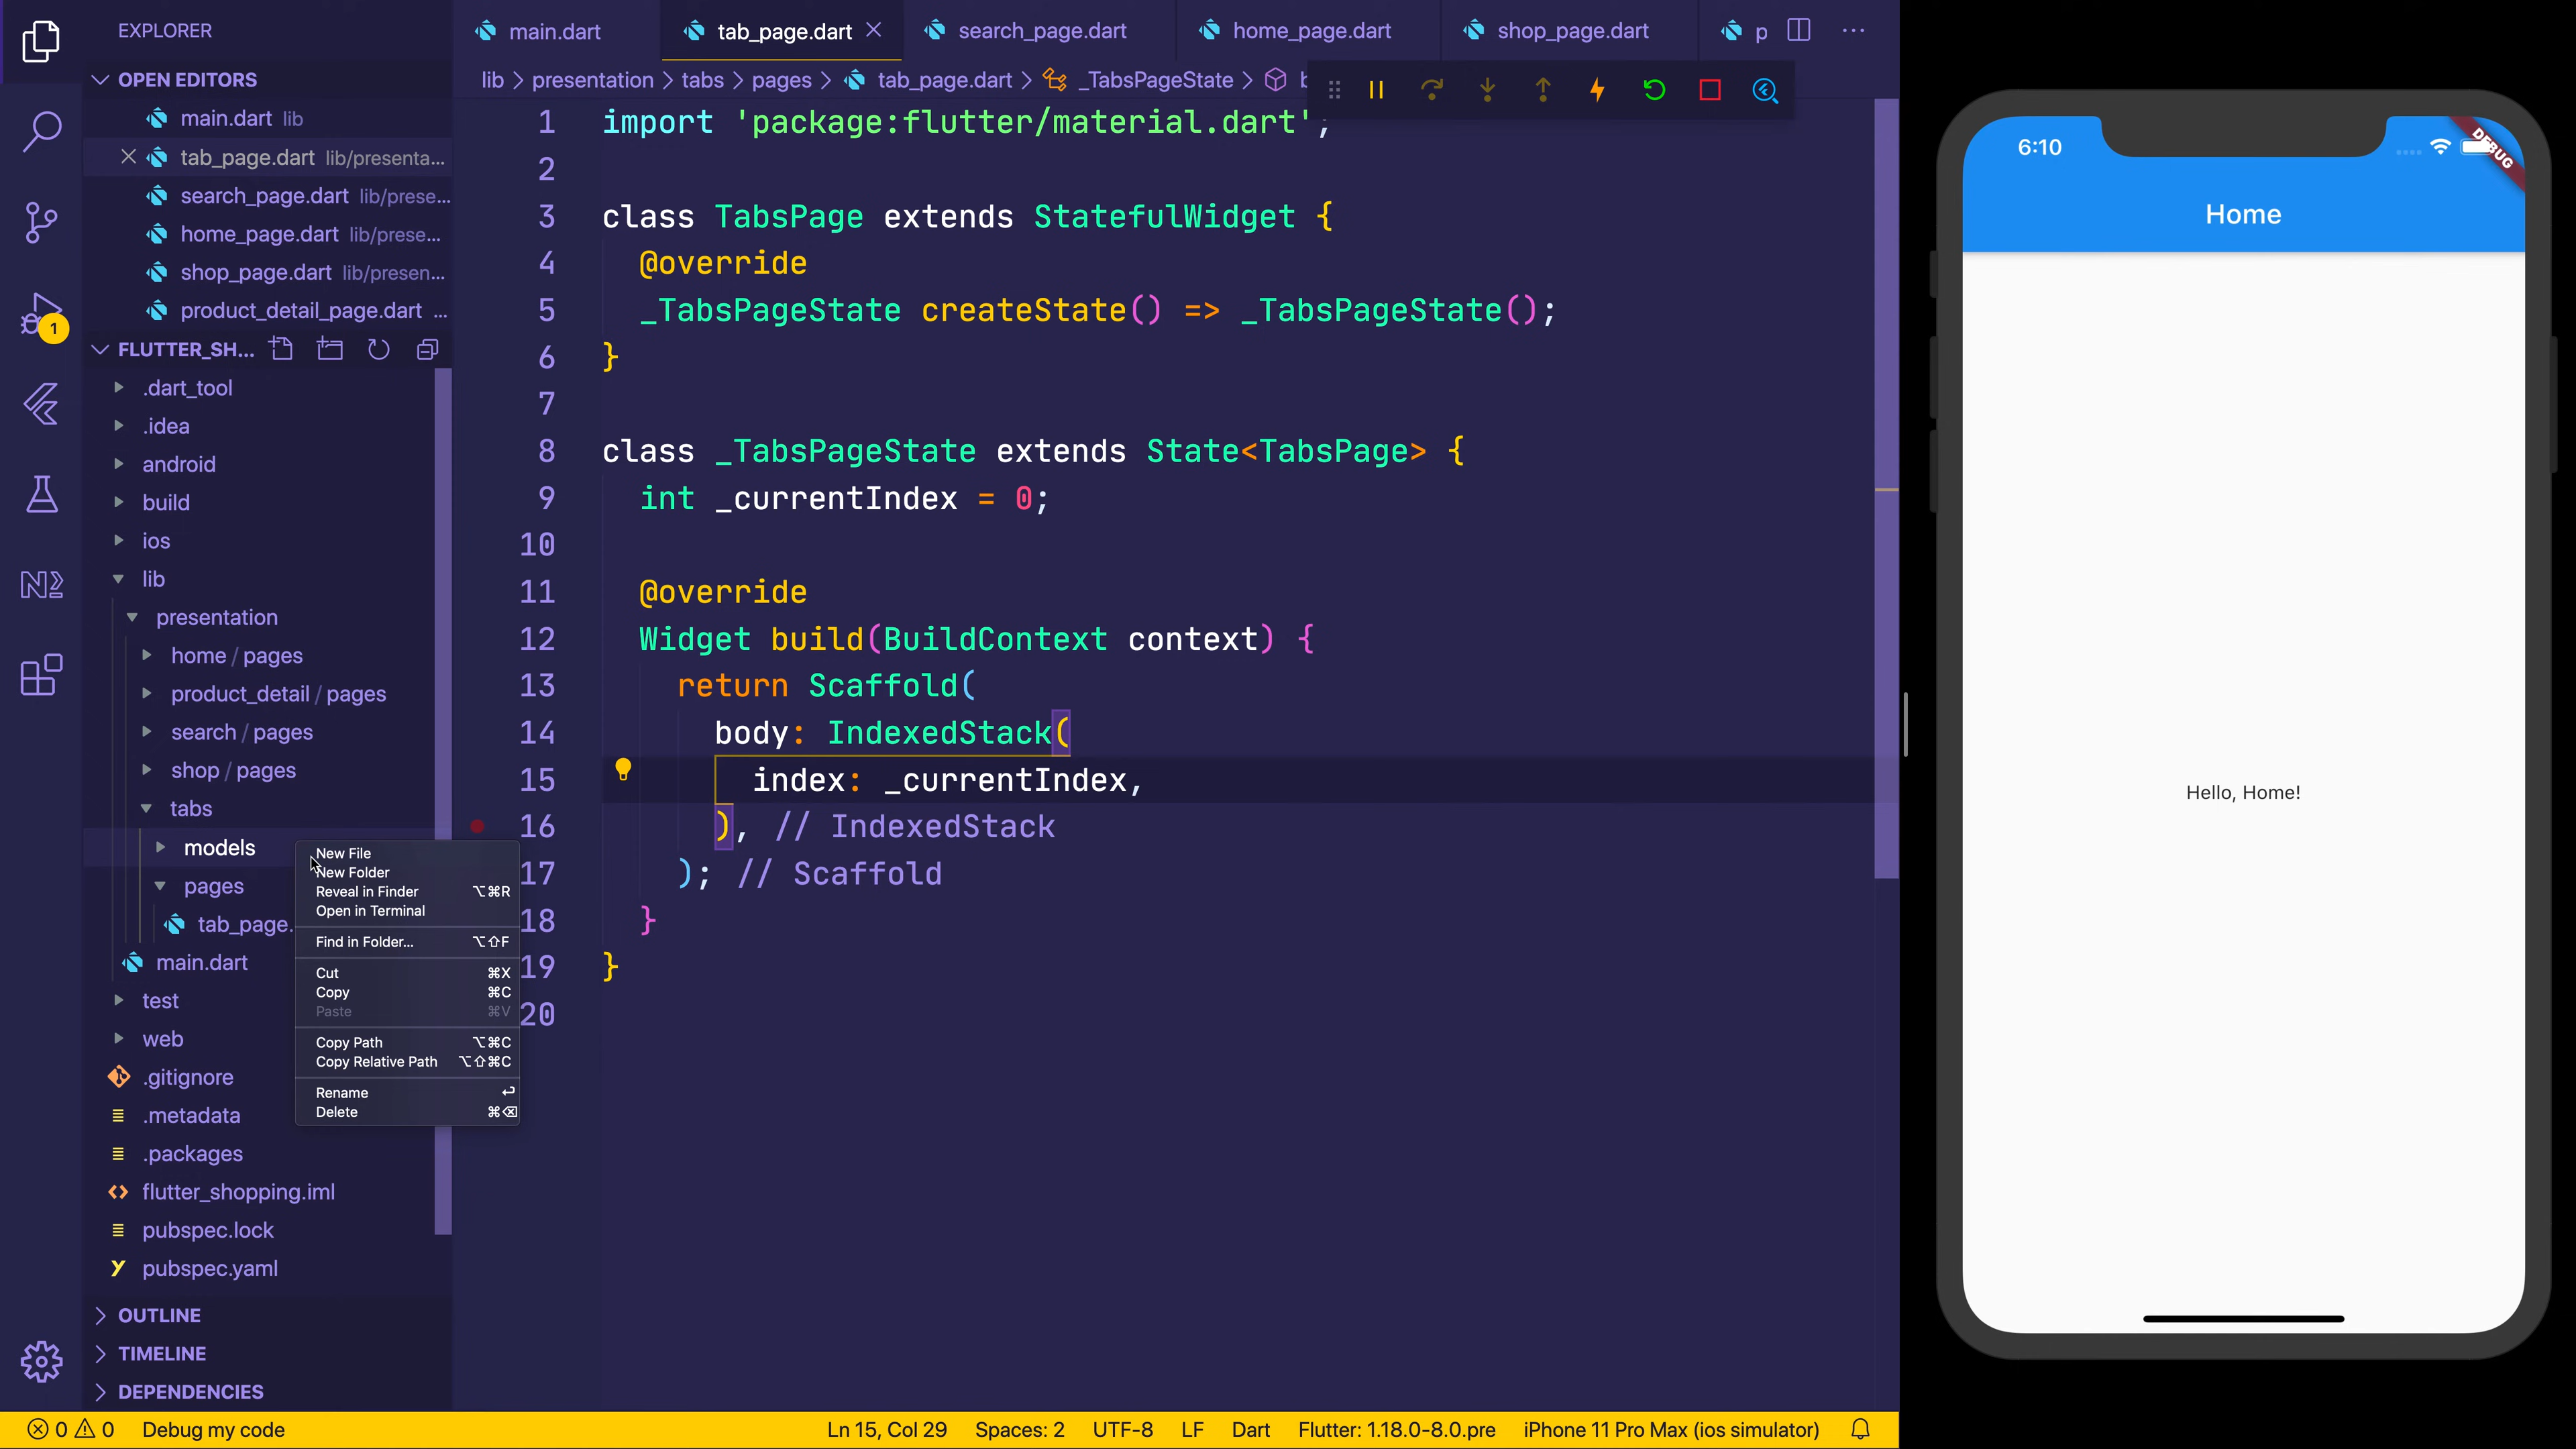 EXPLORER
OPEN EDITORS
main.dart lib
tab_page.dart lib/presenta...
search_page.dart lib/prese...
home_page.dart lib/prese...
shop_page.dart lib/presen...
product_detail_page.dart ...
FLUTTER_SH...
.dart_tool
.idea
android
build
ios
lib
presentation
home / pages
product_detail / pages
search / pages
shop / pages
tabs
models
pages
tab_page.
main.dart
test
web
.gitignore
.metadata
.packages
flutter_shopping.iml
pubspec.lock
pubspec.yaml
OUTLINE
TIMELINE
DEPENDENCIES
1
New File
New Folder
Reveal in Finder ⌥⌘R
Open in Terminal
Find in Folder... ⌥⇧F
Cut ⌘X
Copy ⌘C
Paste ⌘V
Copy Path ⌥⌘C
Copy Relative Path ⌥⇧⌘C
Rename ↩
Delete ⌘⌫
main.dart tab_page.dart search_page.dart home_page.dart shop_page.dart p
lib > presentation > tabs > pages > tab_page.dart > _TabsPageState > b
1 import 'package:flutter/material.dart';
2
3 class TabsPage extends StatefulWidget {
4 @override
5 _TabsPageState createState() => _TabsPageState();
6 }
7
8 class _TabsPageState extends State<TabsPage> {
9 int _currentIndex = 0;
10
11 @override
12 Widget build(BuildContext context) {
13 return Scaffold(
14 body: IndexedStack(
15 index: _currentIndex,
16 ), // IndexedStack
17 ); // Scaffold
18 }
19 }
20
6:10
DEBUG
Home
Hello, Home!
0 0 Debug my code Ln 15, Col 29 Spaces: 2 UTF-8 LF Dart Flutter: 1.18.0-8.0.pre iPhone 11 Pro Max (ios simulator)